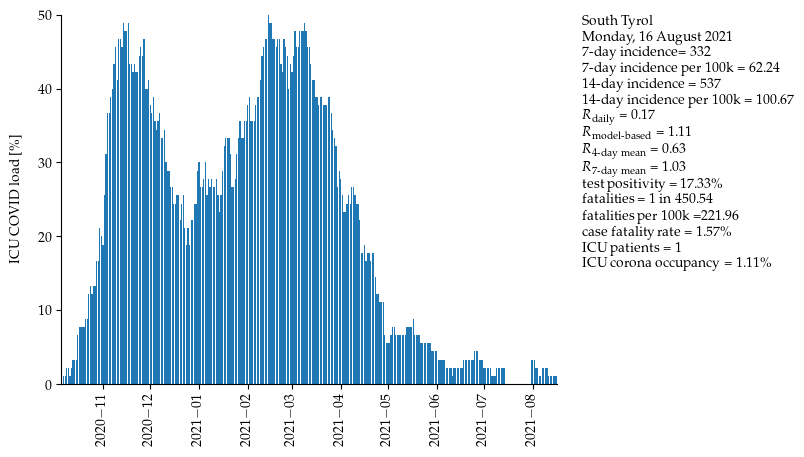 50
40
30
20
10
0
ICU COVID load [%]
2020−11
2020−12
2021−01
2021−02
2021−03
2021−04
2021−05
2021−06
2021−07
2021−08
South Tyrol
Monday, 16 August 2021
7-day incidence= 332
7-day incidence per 100k = 62.24
14-day incidence = 537
14-day incidence per 100k = 100.67
R_daily = 0.17
R_model-based = 1.11
R_4-day mean = 0.63
R_7-day mean = 1.03
test positivity = 17.33%
fatalities = 1 in 450.54
fatalities per 100k =221.96
case fatality rate = 1.57%
ICU patients = 1
ICU corona occupancy = 1.11%